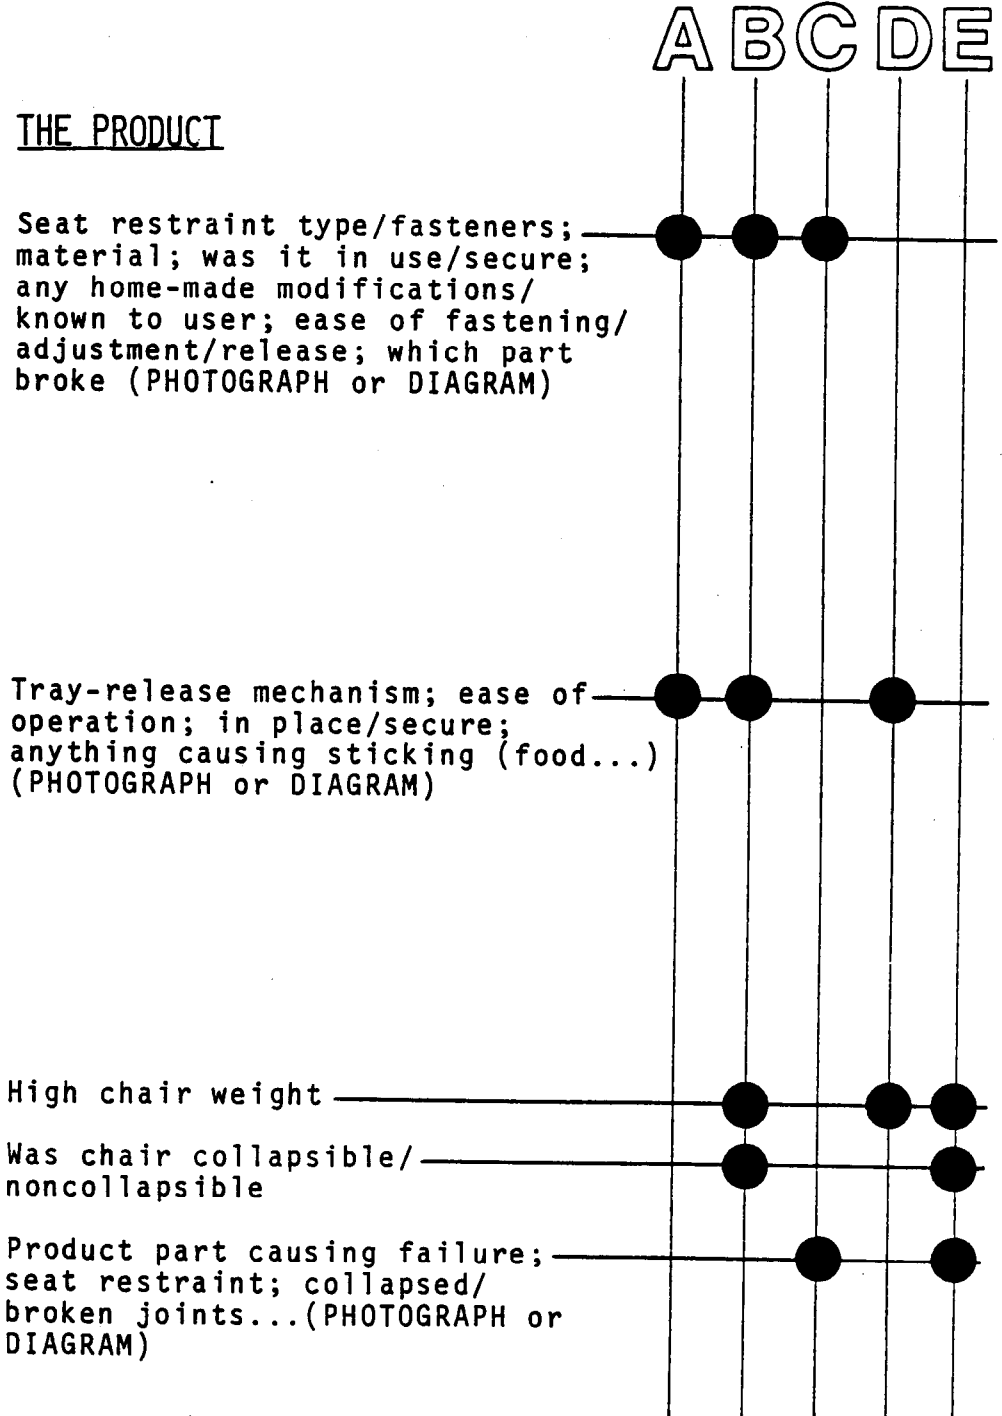 A B C D E
THE PRODUCT
Seat restraint type/fasteners;
material; was it in use/secure;
any home-made modifications/
known to user; ease of fastening/
adjustment/release; which part
broke (PHOTOGRAPH or DIAGRAM)
Tray-release mechanism; ease of
operation; in place/secure;
anything causing sticking (food...)
(PHOTOGRAPH or DIAGRAM)
High chair weight
Was chair collapsible/
noncollapsible
Product part causing failure;
seat restraint; collapsed/
broken joints...(PHOTOGRAPH or
DIAGRAM)